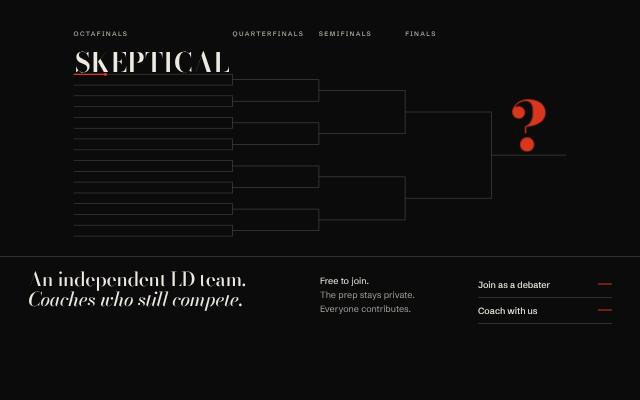 OCTAFINALS QUARTERFINALS SEMIFINALS FINALS
SKEPTICAL
?
An independent LD team.
Coaches who still compete.
Free to join.
The prep stays private.
Everyone contributes.
Join as a debater
Coach with us